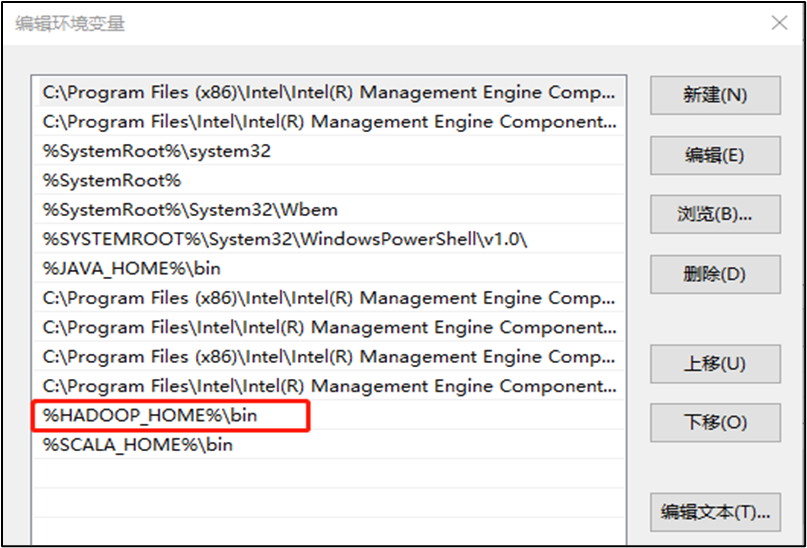 编辑环境变量
C:\Program Files (x86)\Intel\Intel(R) Management Engine Comp...
C:\Program Files\Intel\Intel(R) Management Engine Component...
%SystemRoot%\system32
%SystemRoot%
%SystemRoot%\System32\Wbem
%SYSTEMROOT%\System32\WindowsPowerShell\v1.0\
%JAVA_HOME%\bin
C:\Program Files (x86)\Intel\Intel(R) Management Engine Comp...
C:\Program Files\Intel\Intel(R) Management Engine Component...
C:\Program Files (x86)\Intel\Intel(R) Management Engine Comp...
C:\Program Files\Intel\Intel(R) Management Engine Component...
%HADOOP_HOME%\bin
%SCALA_HOME%\bin
新建(N)
编辑(E)
浏览(B)...
删除(D)
上移(U)
下移(O)
编辑文本(T)...